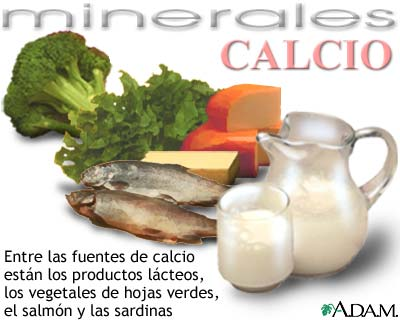 minerales
CALCIO
Entre las fuentes de calcio
están los productos lácteos,
los vegetales de hojas verdes,
el salmón y las sardinas
A.D.A.M.